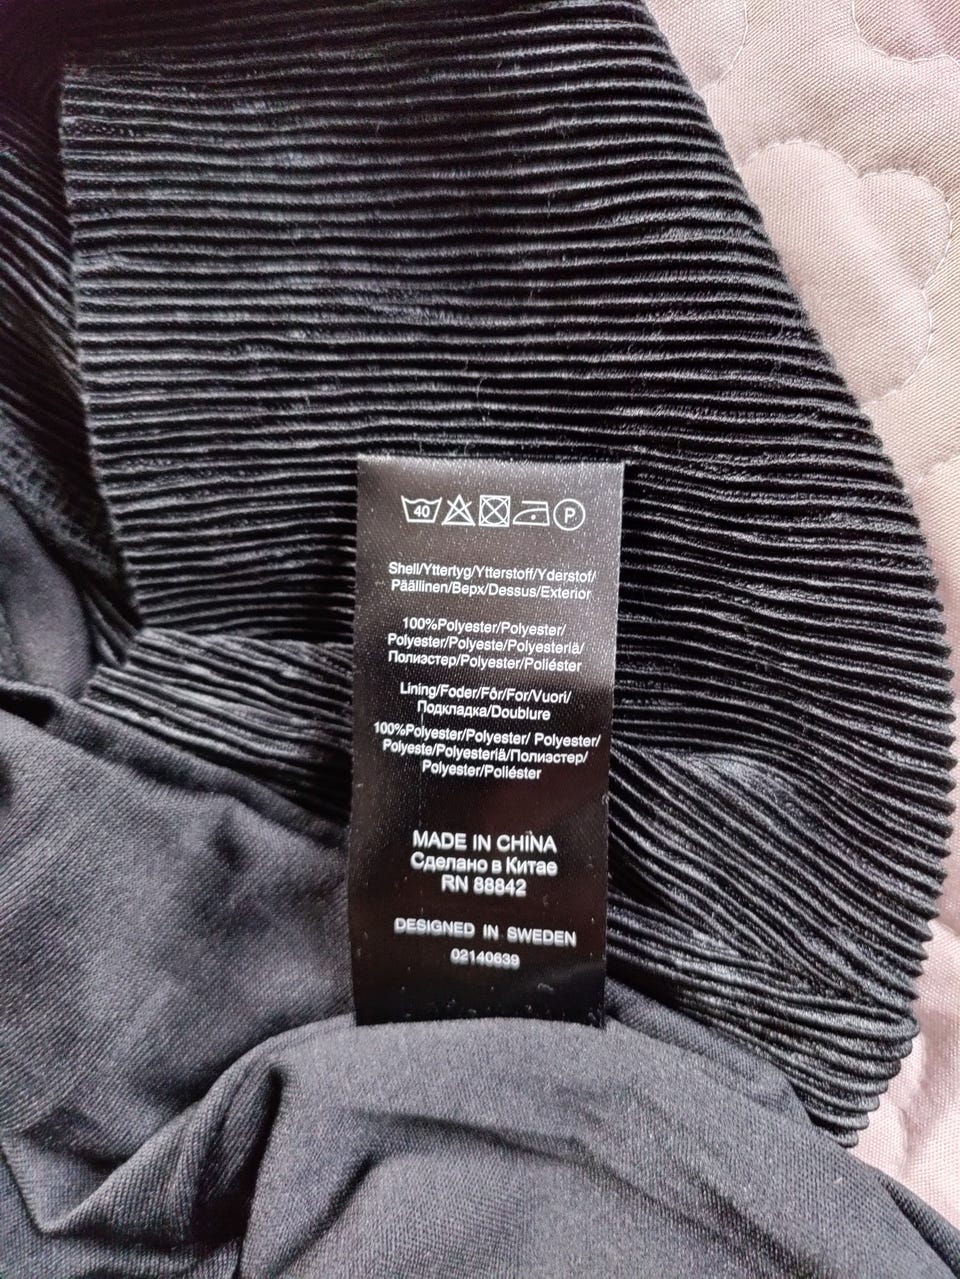 40 P
Shell/Yttertyg/Ytterstoff/Yderstof/
Päällinen/Верх/Dessus/Exterior
100%Polyester/Polyester/
Polyester/Polyeste/Polyesteriä/
Полиэстер/Polyester/Poliéster
Lining/Foder/Fôr/For/Vuori/
Подкладка/Doublure
100%Polyester/Polyester/ Polyester/
Polyeste/Polyesteriä/Полиэстер/
Polyester/Poliéster
MADE IN CHINA
Сделано в Китае
RN 88842
DESIGNED IN SWEDEN
02140639